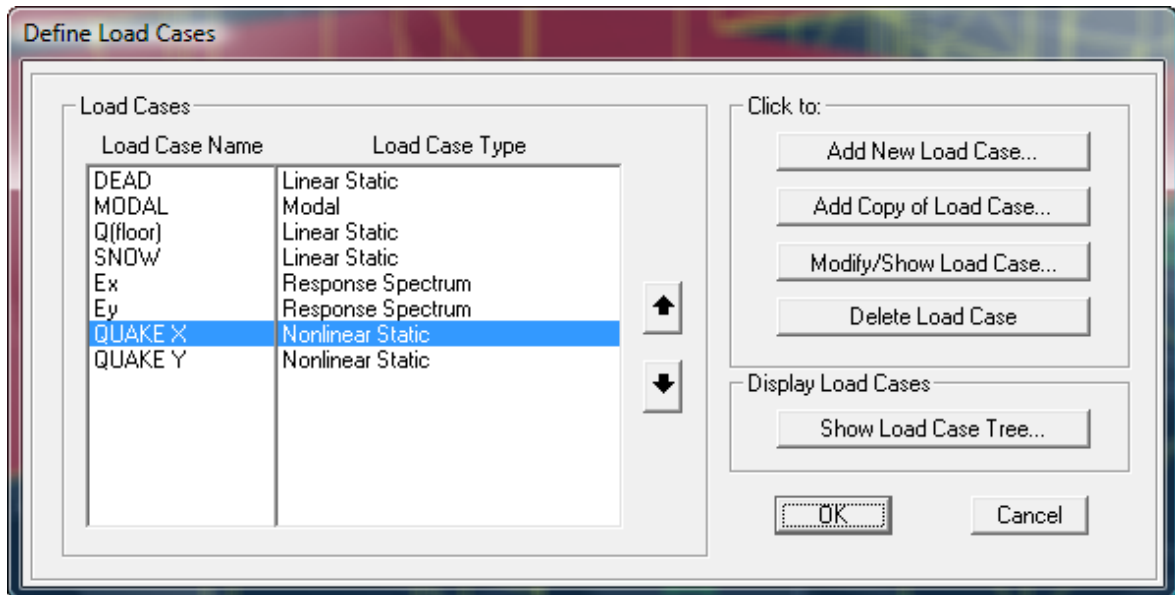 Define Load Cases
Load Cases
Load Case Name Load Case Type
DEAD Linear Static
MODAL Modal
Q(floor) Linear Static
SNOW Linear Static
Ex Response Spectrum
Ey Response Spectrum
QUAKE X Nonlinear Static
QUAKE Y Nonlinear Static
Click to:
Add New Load Case...
Add Copy of Load Case...
Modify/Show Load Case...
Delete Load Case
Display Load Cases
Show Load Case Tree...
OK Cancel